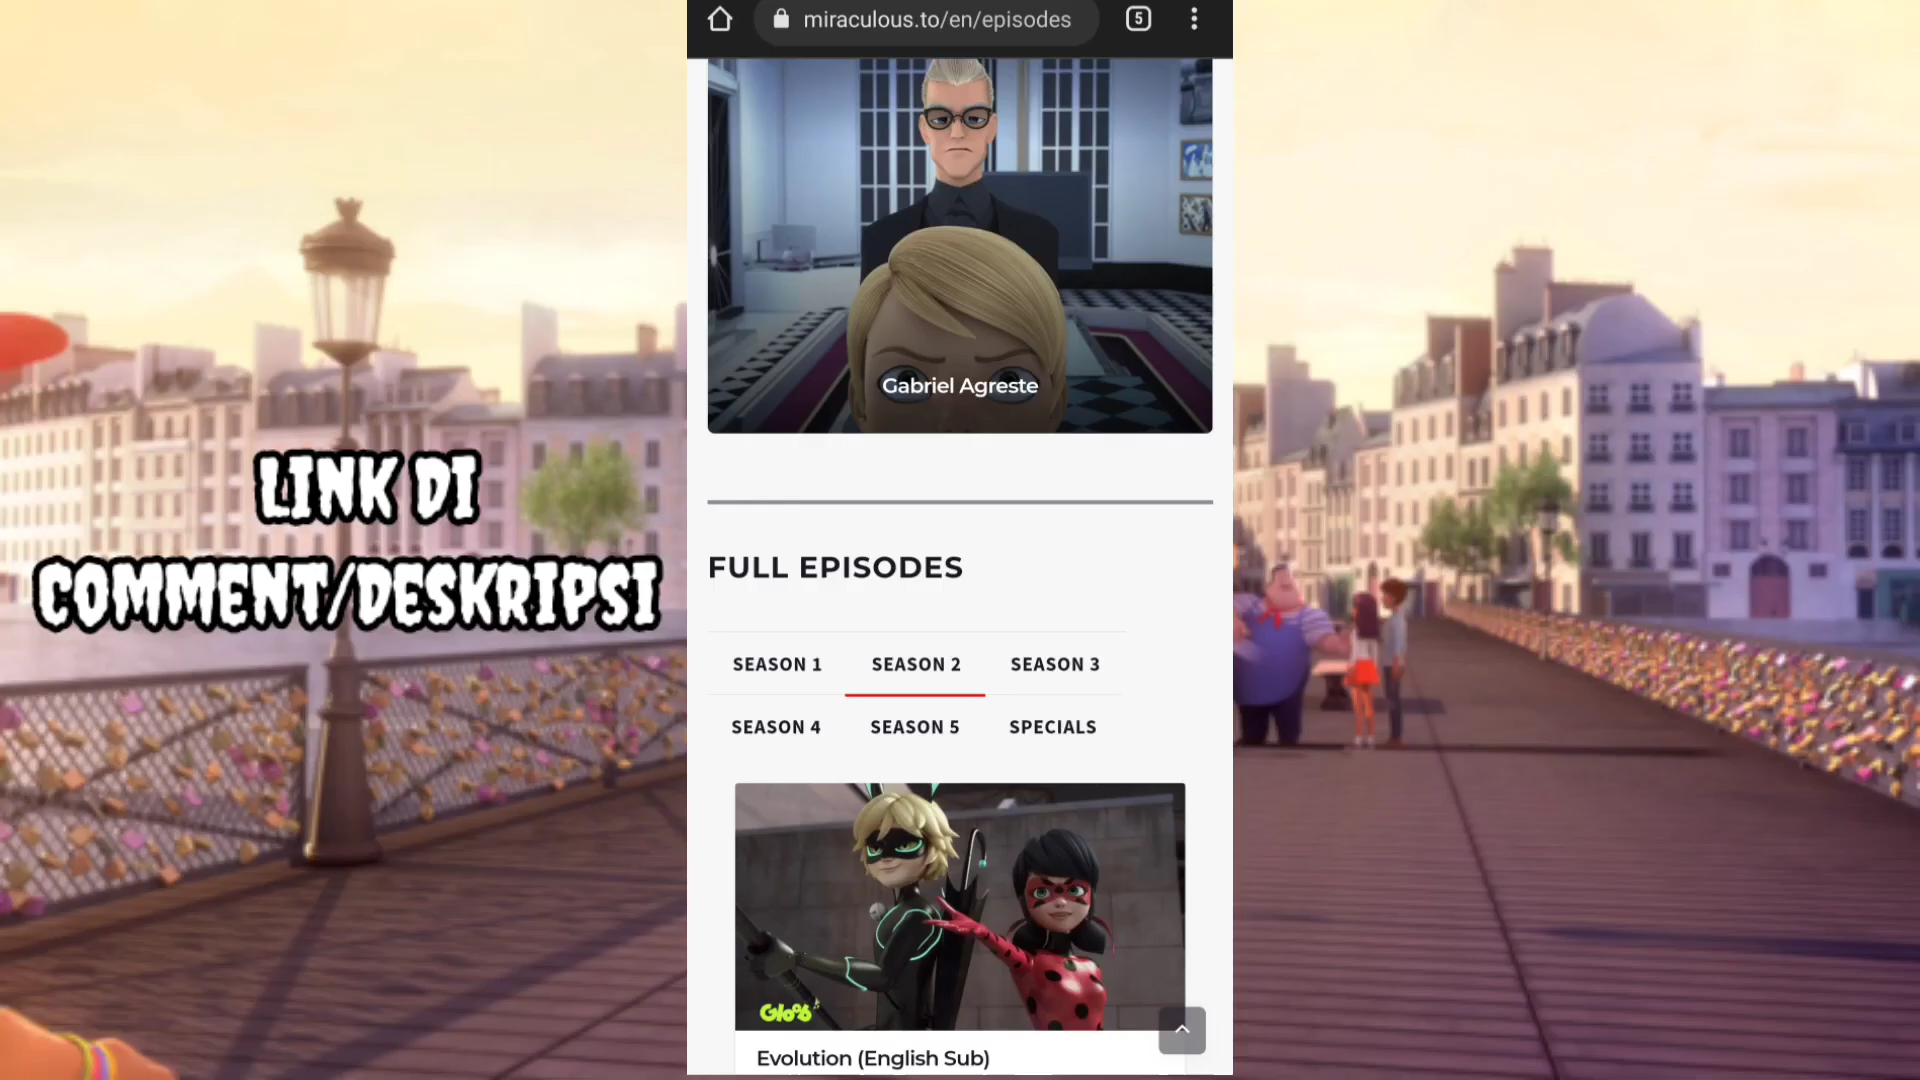 miraculous.to/en/episodes
5
Gabriel Agreste
LINK DI
COMMENT/DESKRIPSI
FULL EPISODES
SEASON 1
SEASON 2
SEASON 3
SEASON 4
SEASON 5
SPECIALS
Gloob
Evolution (English Sub)